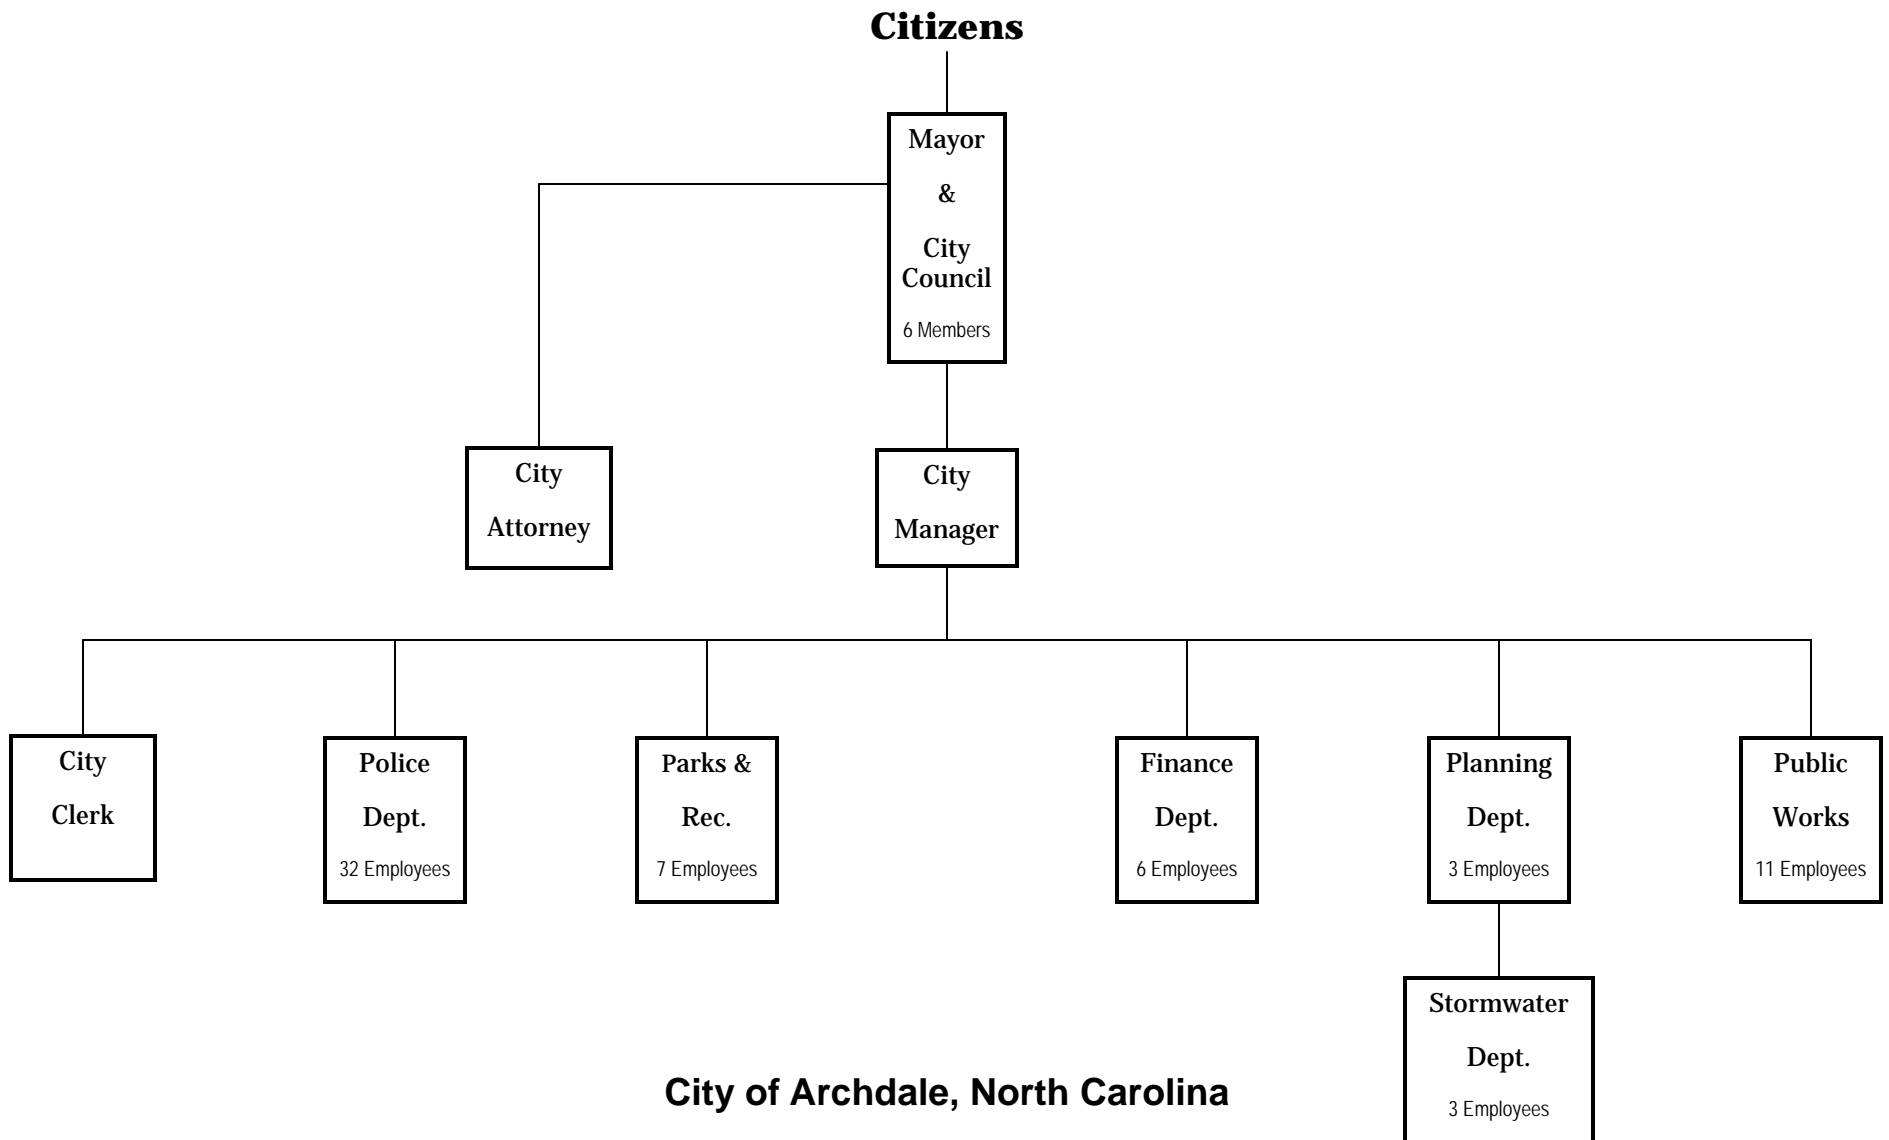 Citizens
Mayor
&
City
Council
6 Members
City
Attorney
City
Manager
City
Clerk
Police
Dept.
32 Employees
Parks &
Rec.
7 Employees
Finance
Dept.
6 Employees
Planning
Dept.
3 Employees
Public
Works
11 Employees
Stormwater
Dept.
3 Employees
City of Archdale, North Carolina